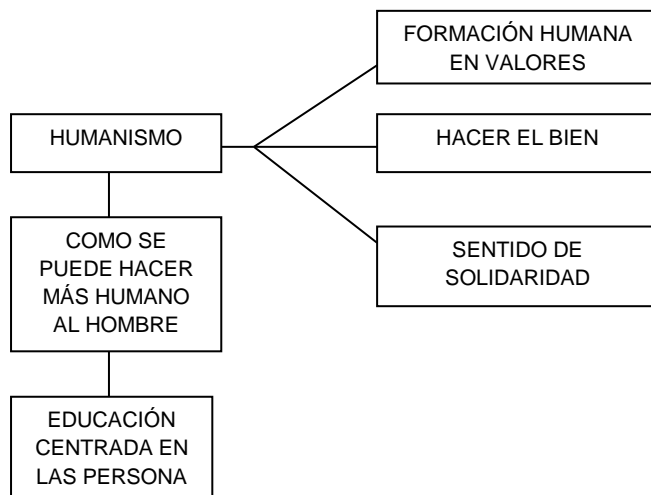 FORMACIÓN HUMANA
EN VALORES
HUMANISMO
HACER EL BIEN
COMO SE
PUEDE HACER
MÁS HUMANO
AL HOMBRE
SENTIDO DE
SOLIDARIDAD
EDUCACIÓN
CENTRADA EN
LAS PERSONA